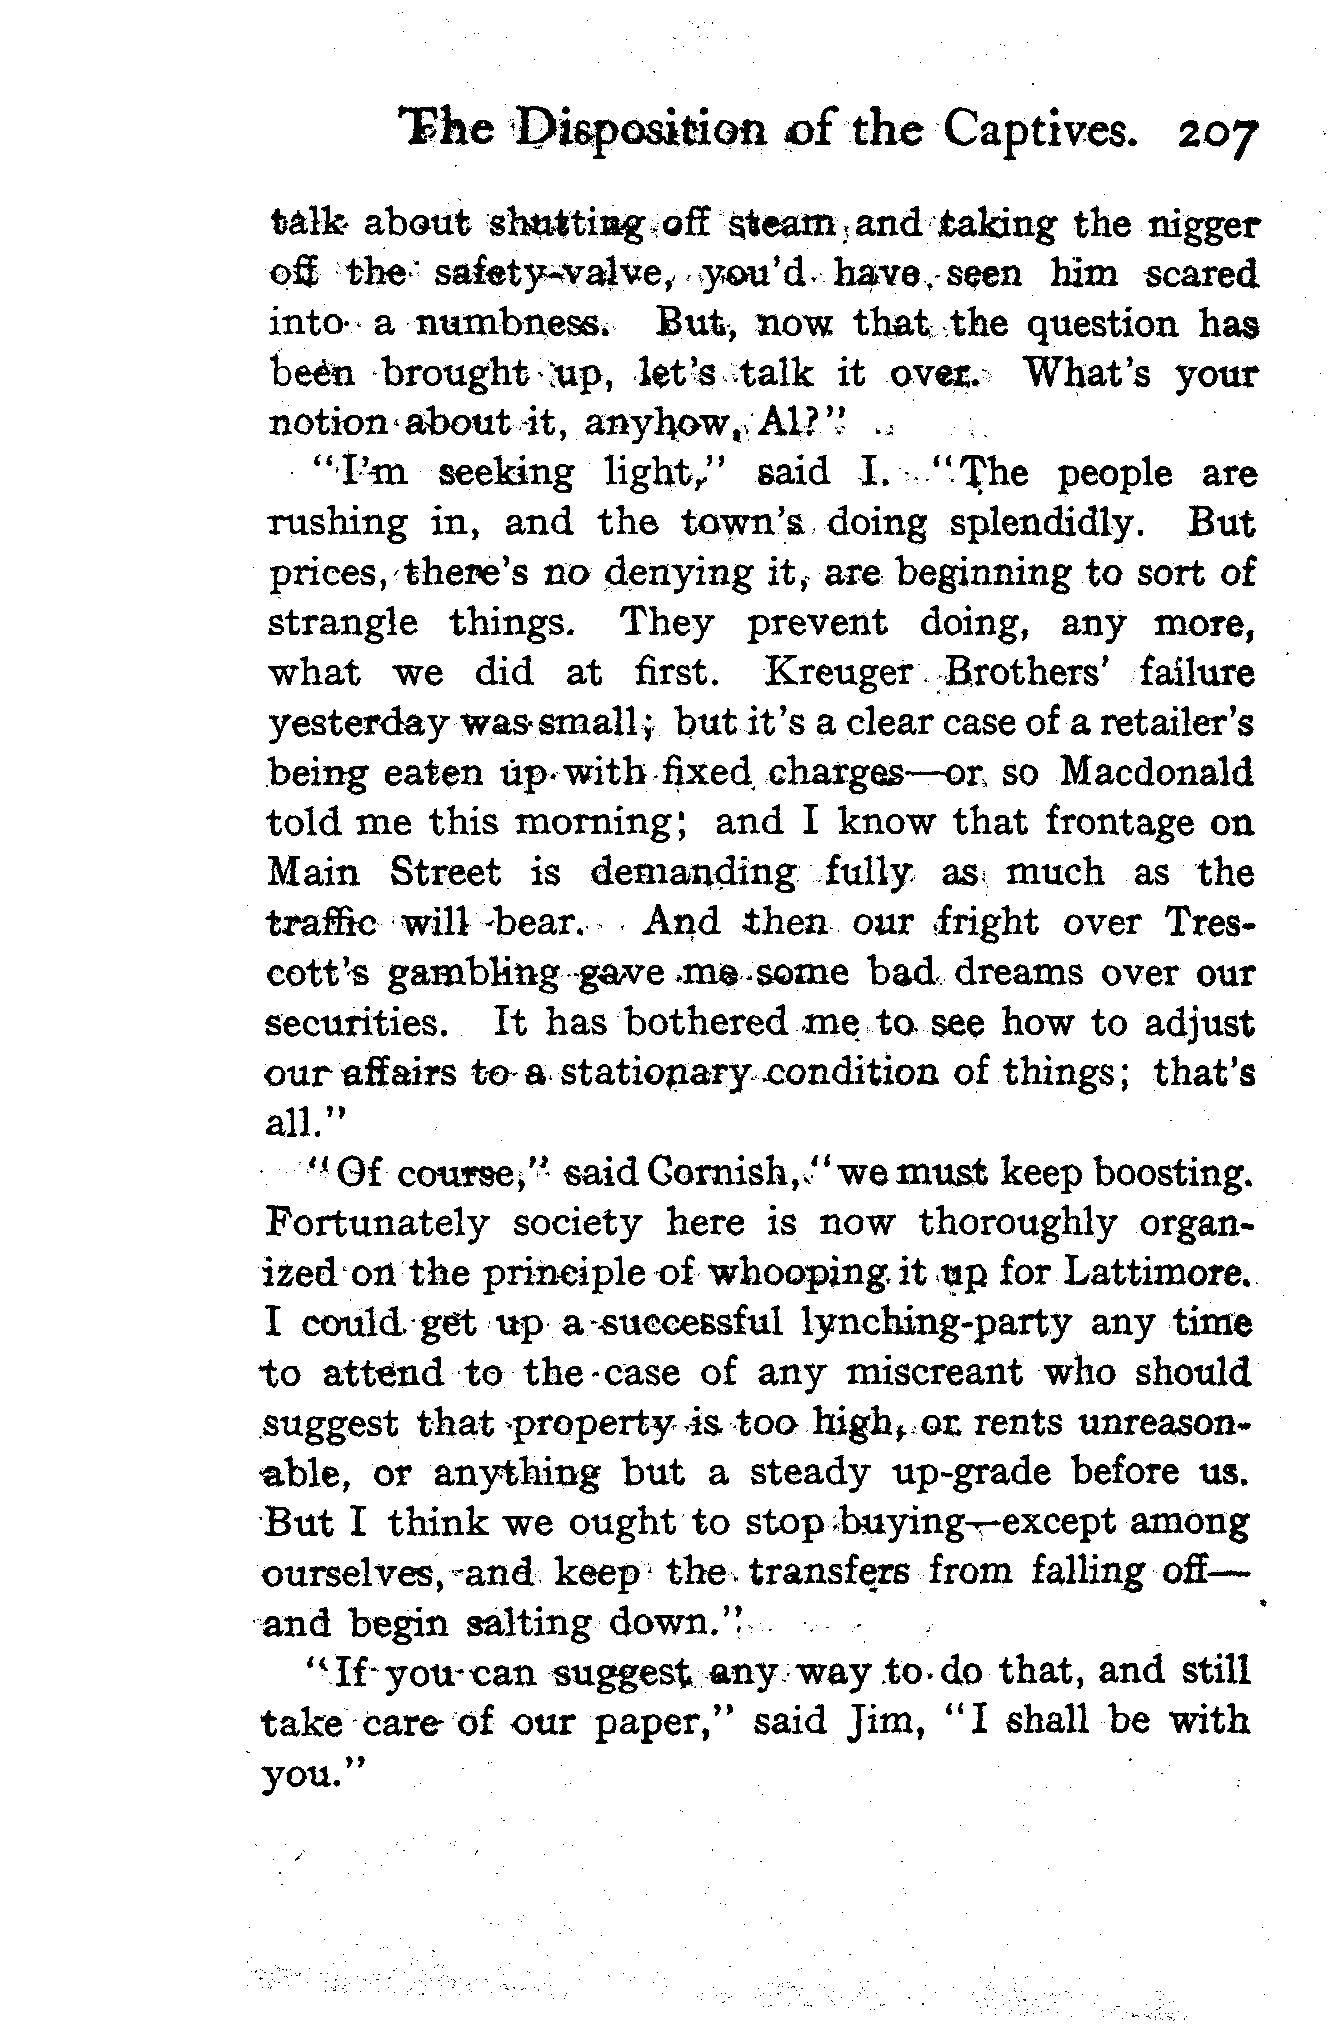 The Disposition of the Captives. 207
talk about shutting off steam and taking the nigger
off the safety-valve, you'd have seen him scared
into a numbness. But, now that the question has
been brought up, let's talk it over. What's your
notion about it, anyhow, Al?"
"I'm seeking light," said I. "The people are
rushing in, and the town's doing splendidly. But
prices, there's no denying it, are beginning to sort of
strangle things. They prevent doing, any more,
what we did at first. Kreuger Brothers' failure
yesterday was small; but it's a clear case of a retailer's
being eaten up with fixed charges—or so Macdonald
told me this morning; and I know that frontage on
Main Street is demanding fully as much as the
traffic will bear. And then our fright over Tres-
cott's gambling gave me some bad dreams over our
securities. It has bothered me to see how to adjust
our affairs to a stationary condition of things; that's
all."
"Of course," said Cornish, "we must keep boosting.
Fortunately society here is now thoroughly organ-
ized on the principle of whooping it up for Lattimore.
I could get up a successful lynching-party any time
to attend to the case of any miscreant who should
suggest that property is too high, or rents unreason-
able, or anything but a steady up-grade before us.
But I think we ought to stop buying—except among
ourselves, and keep the transfers from falling off—
and begin salting down."
"If you can suggest any way to do that, and still
take care of our paper," said Jim, "I shall be with
you."